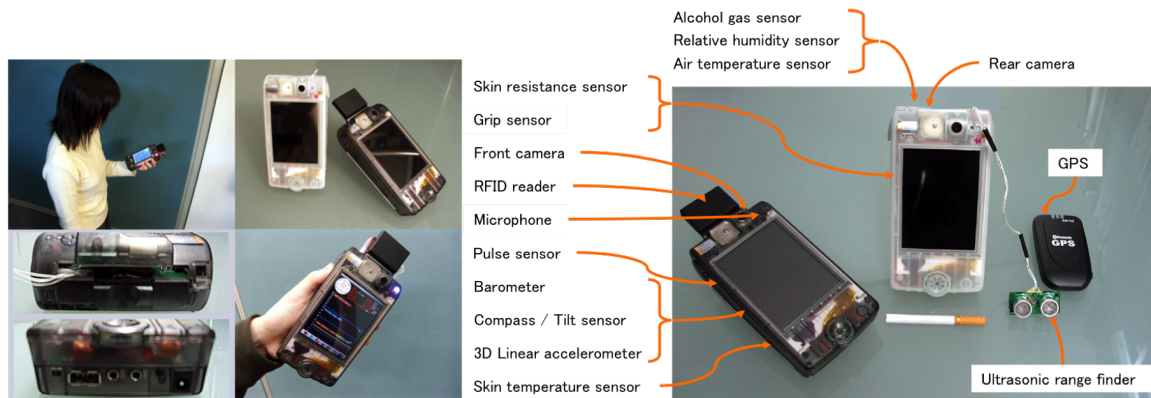 Alcohol gas sensor
Relative humidity sensor
Air temperature sensor
Rear camera
Skin resistance sensor
Grip sensor
Front camera
RFID reader
Microphone
Pulse sensor
Barometer
Compass / Tilt sensor
3D Linear accelerometer
Skin temperature sensor
GPS
Bluetooth
GPS
Ultrasonic range finder